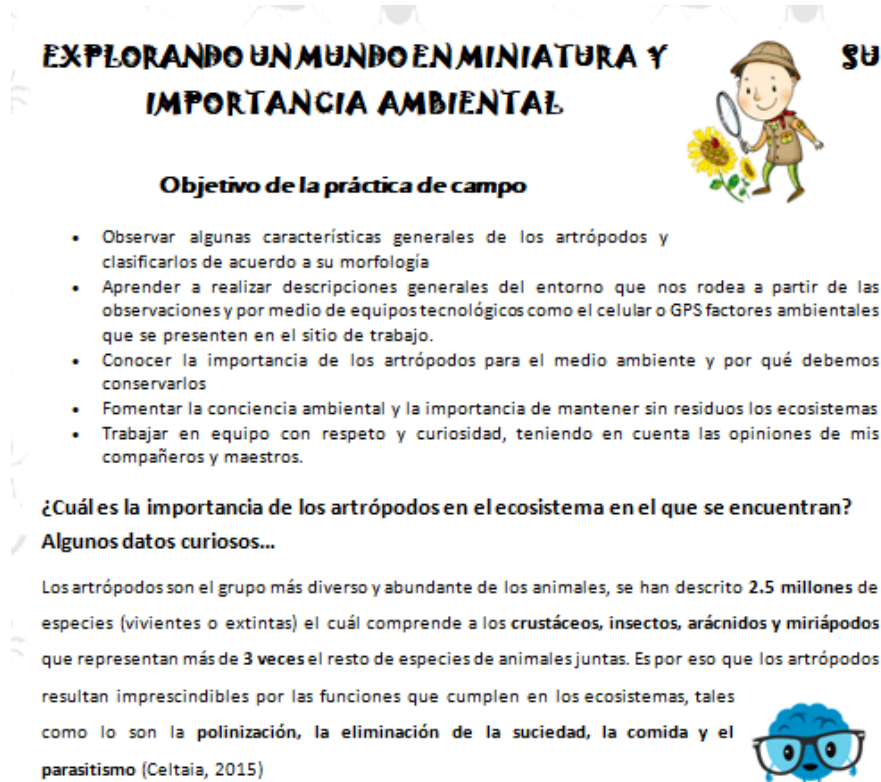 EXPLORANDO UN MUNDO EN MINIATURA Y SU
IMPORTANCIA AMBIENTAL
Objetivo de la práctica de campo
• Observar algunas características generales de los artrópodos y
clasificarlos de acuerdo a su morfología
• Aprender a realizar descripciones generales del entorno que nos rodea a partir de las
observaciones y por medio de equipos tecnológicos como el celular o GPS factores ambientales
que se presenten en el sitio de trabajo.
• Conocer la importancia de los artrópodos para el medio ambiente y por qué debemos
conservarlos
• Fomentar la conciencia ambiental y la importancia de mantener sin residuos los ecosistemas
• Trabajar en equipo con respeto y curiosidad, teniendo en cuenta las opiniones de mis
compañeros y maestros.
¿Cuál es la importancia de los artrópodos en el ecosistema en el que se encuentran?
Algunos datos curiosos...
Los artrópodos son el grupo más diverso y abundante de los animales, se han descrito 2.5 millones de
especies (vivientes o extintas) el cuál comprende a los crustáceos, insectos, arácnidos y miriápodos
que representan más de 3 veces el resto de especies de animales juntas. Es por eso que los artrópodos
resultan imprescindibles por las funciones que cumplen en los ecosistemas, tales
como lo son la polinización, la eliminación de la suciedad, la comida y el
parasitismo (Celtaia, 2015)